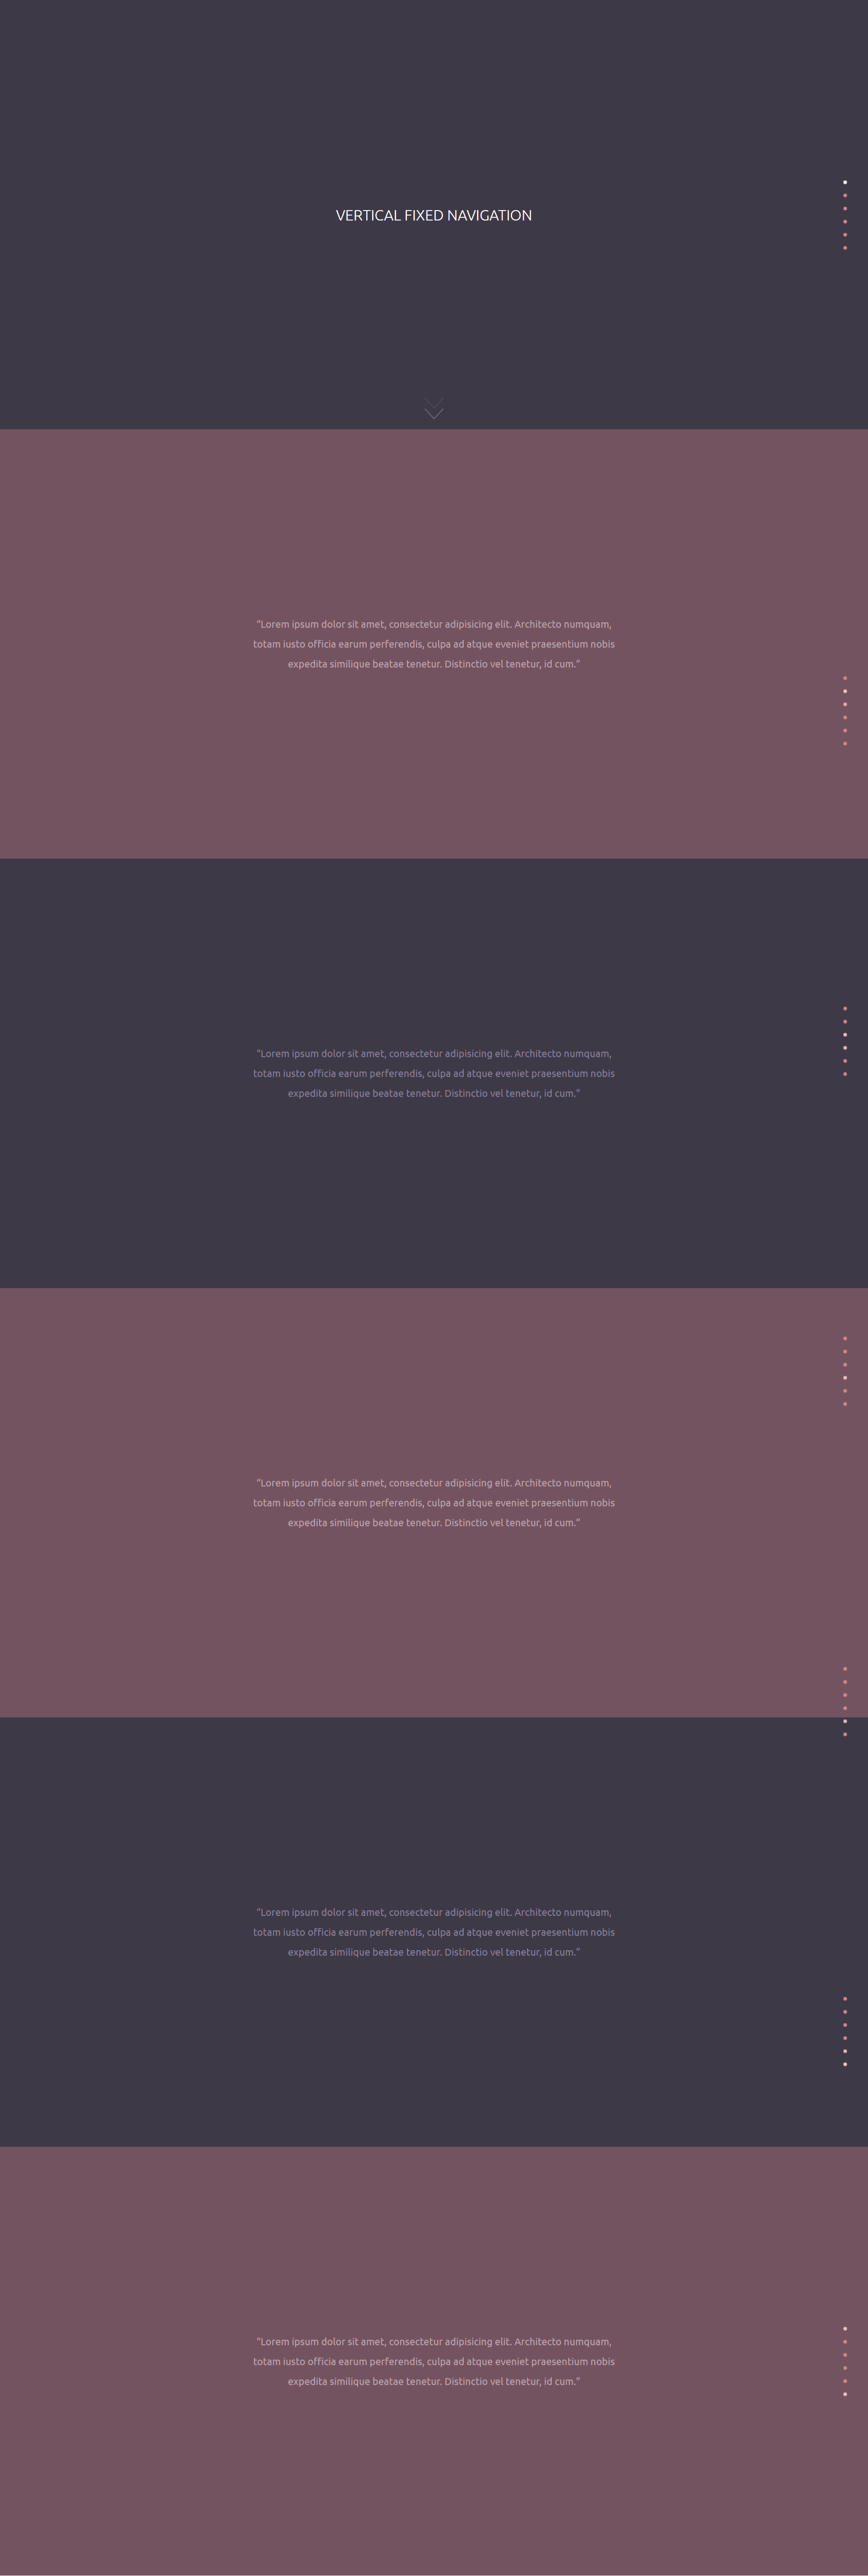 VERTICAL FIXED NAVIGATION
“Lorem ipsum dolor sit amet, consectetur adipisicing elit. Architecto numquam,
totam iusto officia earum perferendis, culpa ad atque eveniet praesentium nobis
expedita similique beatae tenetur. Distinctio vel tenetur, id cum.”
“Lorem ipsum dolor sit amet, consectetur adipisicing elit. Architecto numquam,
totam iusto officia earum perferendis, culpa ad atque eveniet praesentium nobis
expedita similique beatae tenetur. Distinctio vel tenetur, id cum.”
“Lorem ipsum dolor sit amet, consectetur adipisicing elit. Architecto numquam,
totam iusto officia earum perferendis, culpa ad atque eveniet praesentium nobis
expedita similique beatae tenetur. Distinctio vel tenetur, id cum.”
“Lorem ipsum dolor sit amet, consectetur adipisicing elit. Architecto numquam,
totam iusto officia earum perferendis, culpa ad atque eveniet praesentium nobis
expedita similique beatae tenetur. Distinctio vel tenetur, id cum.”
“Lorem ipsum dolor sit amet, consectetur adipisicing elit. Architecto numquam,
totam iusto officia earum perferendis, culpa ad atque eveniet praesentium nobis
expedita similique beatae tenetur. Distinctio vel tenetur, id cum.”